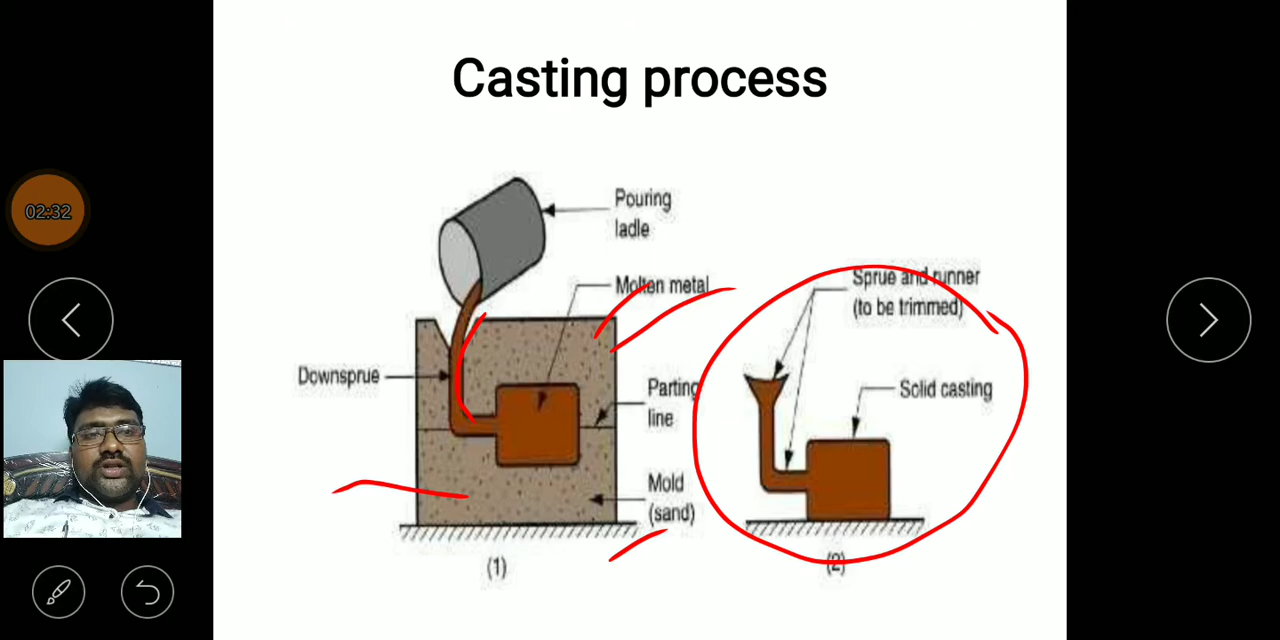 Casting process
02:32
Pouring
ladle
Molten metal
Sprue and runner
(to be trimmed)
Downsprue
Parting
line
Solid casting
Mold
(sand)
(1)
(2)